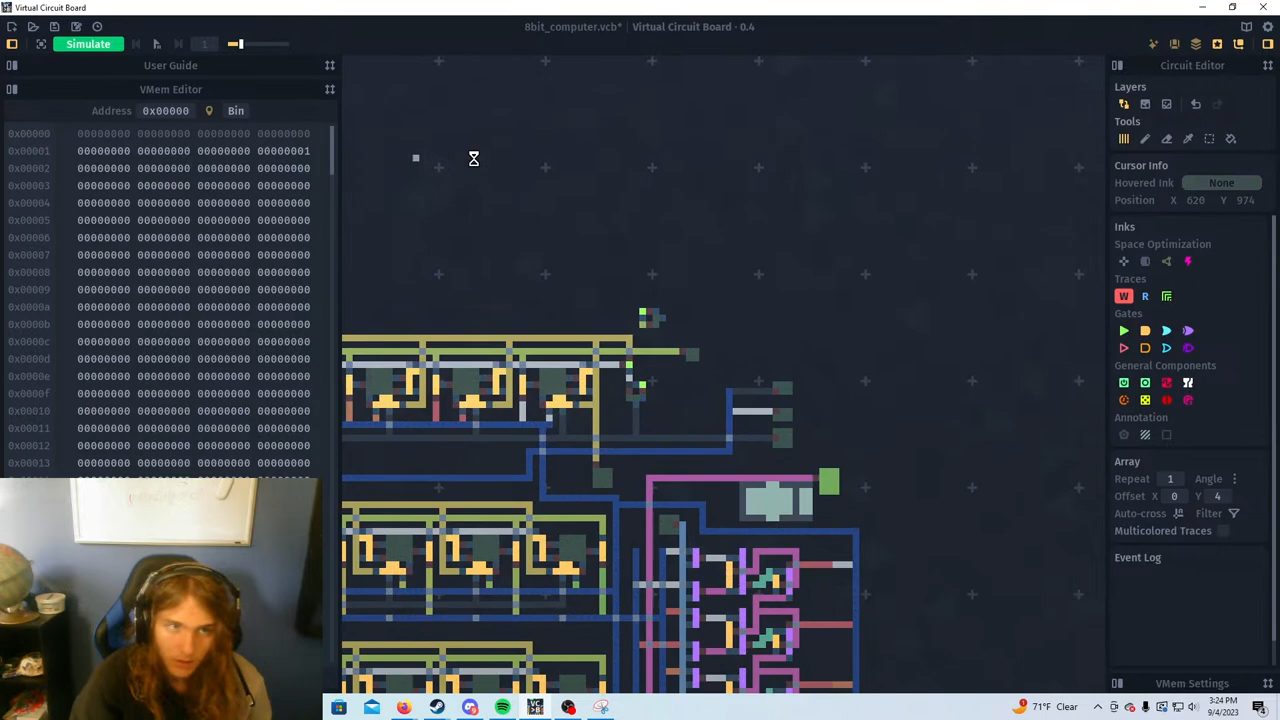 Virtual Circuit Board
8bit_computer.vcb* | Virtual Circuit Board - 0.4
Simulate
1
User Guide
VMem Editor
Address 0x00000 Bin
0x00000 00000000 00000000 00000000 00000000
0x00001 00000000 00000000 00000000 00000001
0x00002 00000000 00000000 00000000 00000000
0x00003 00000000 00000000 00000000 00000000
0x00004 00000000 00000000 00000000 00000000
0x00005 00000000 00000000 00000000 00000000
0x00006 00000000 00000000 00000000 00000000
0x00007 00000000 00000000 00000000 00000000
0x00008 00000000 00000000 00000000 00000000
0x00009 00000000 00000000 00000000 00000000
0x0000a 00000000 00000000 00000000 00000000
0x0000b 00000000 00000000 00000000 00000000
0x0000c 00000000 00000000 00000000 00000000
0x0000d 00000000 00000000 00000000 00000000
0x0000e 00000000 00000000 00000000 00000000
0x0000f 00000000 00000000 00000000 00000000
0x00010 00000000 00000000 00000000 00000000
0x00011 00000000 00000000 00000000 00000000
0x00012 00000000 00000000 00000000 00000000
0x00013 00000000 00000000 00000000 00000000
Circuit Editor
Layers
Tools
Cursor Info
Hovered Ink None
Position X 620 Y 974
Inks
Space Optimization
Traces
W R
Gates
General Components
Annotation
Array
Repeat 1 Angle
Offset X 0 Y 4
Auto-cross Filter
Multicolored Traces
Event Log
VMem Settings
71°F Clear
3:24 PM
9/4/2023